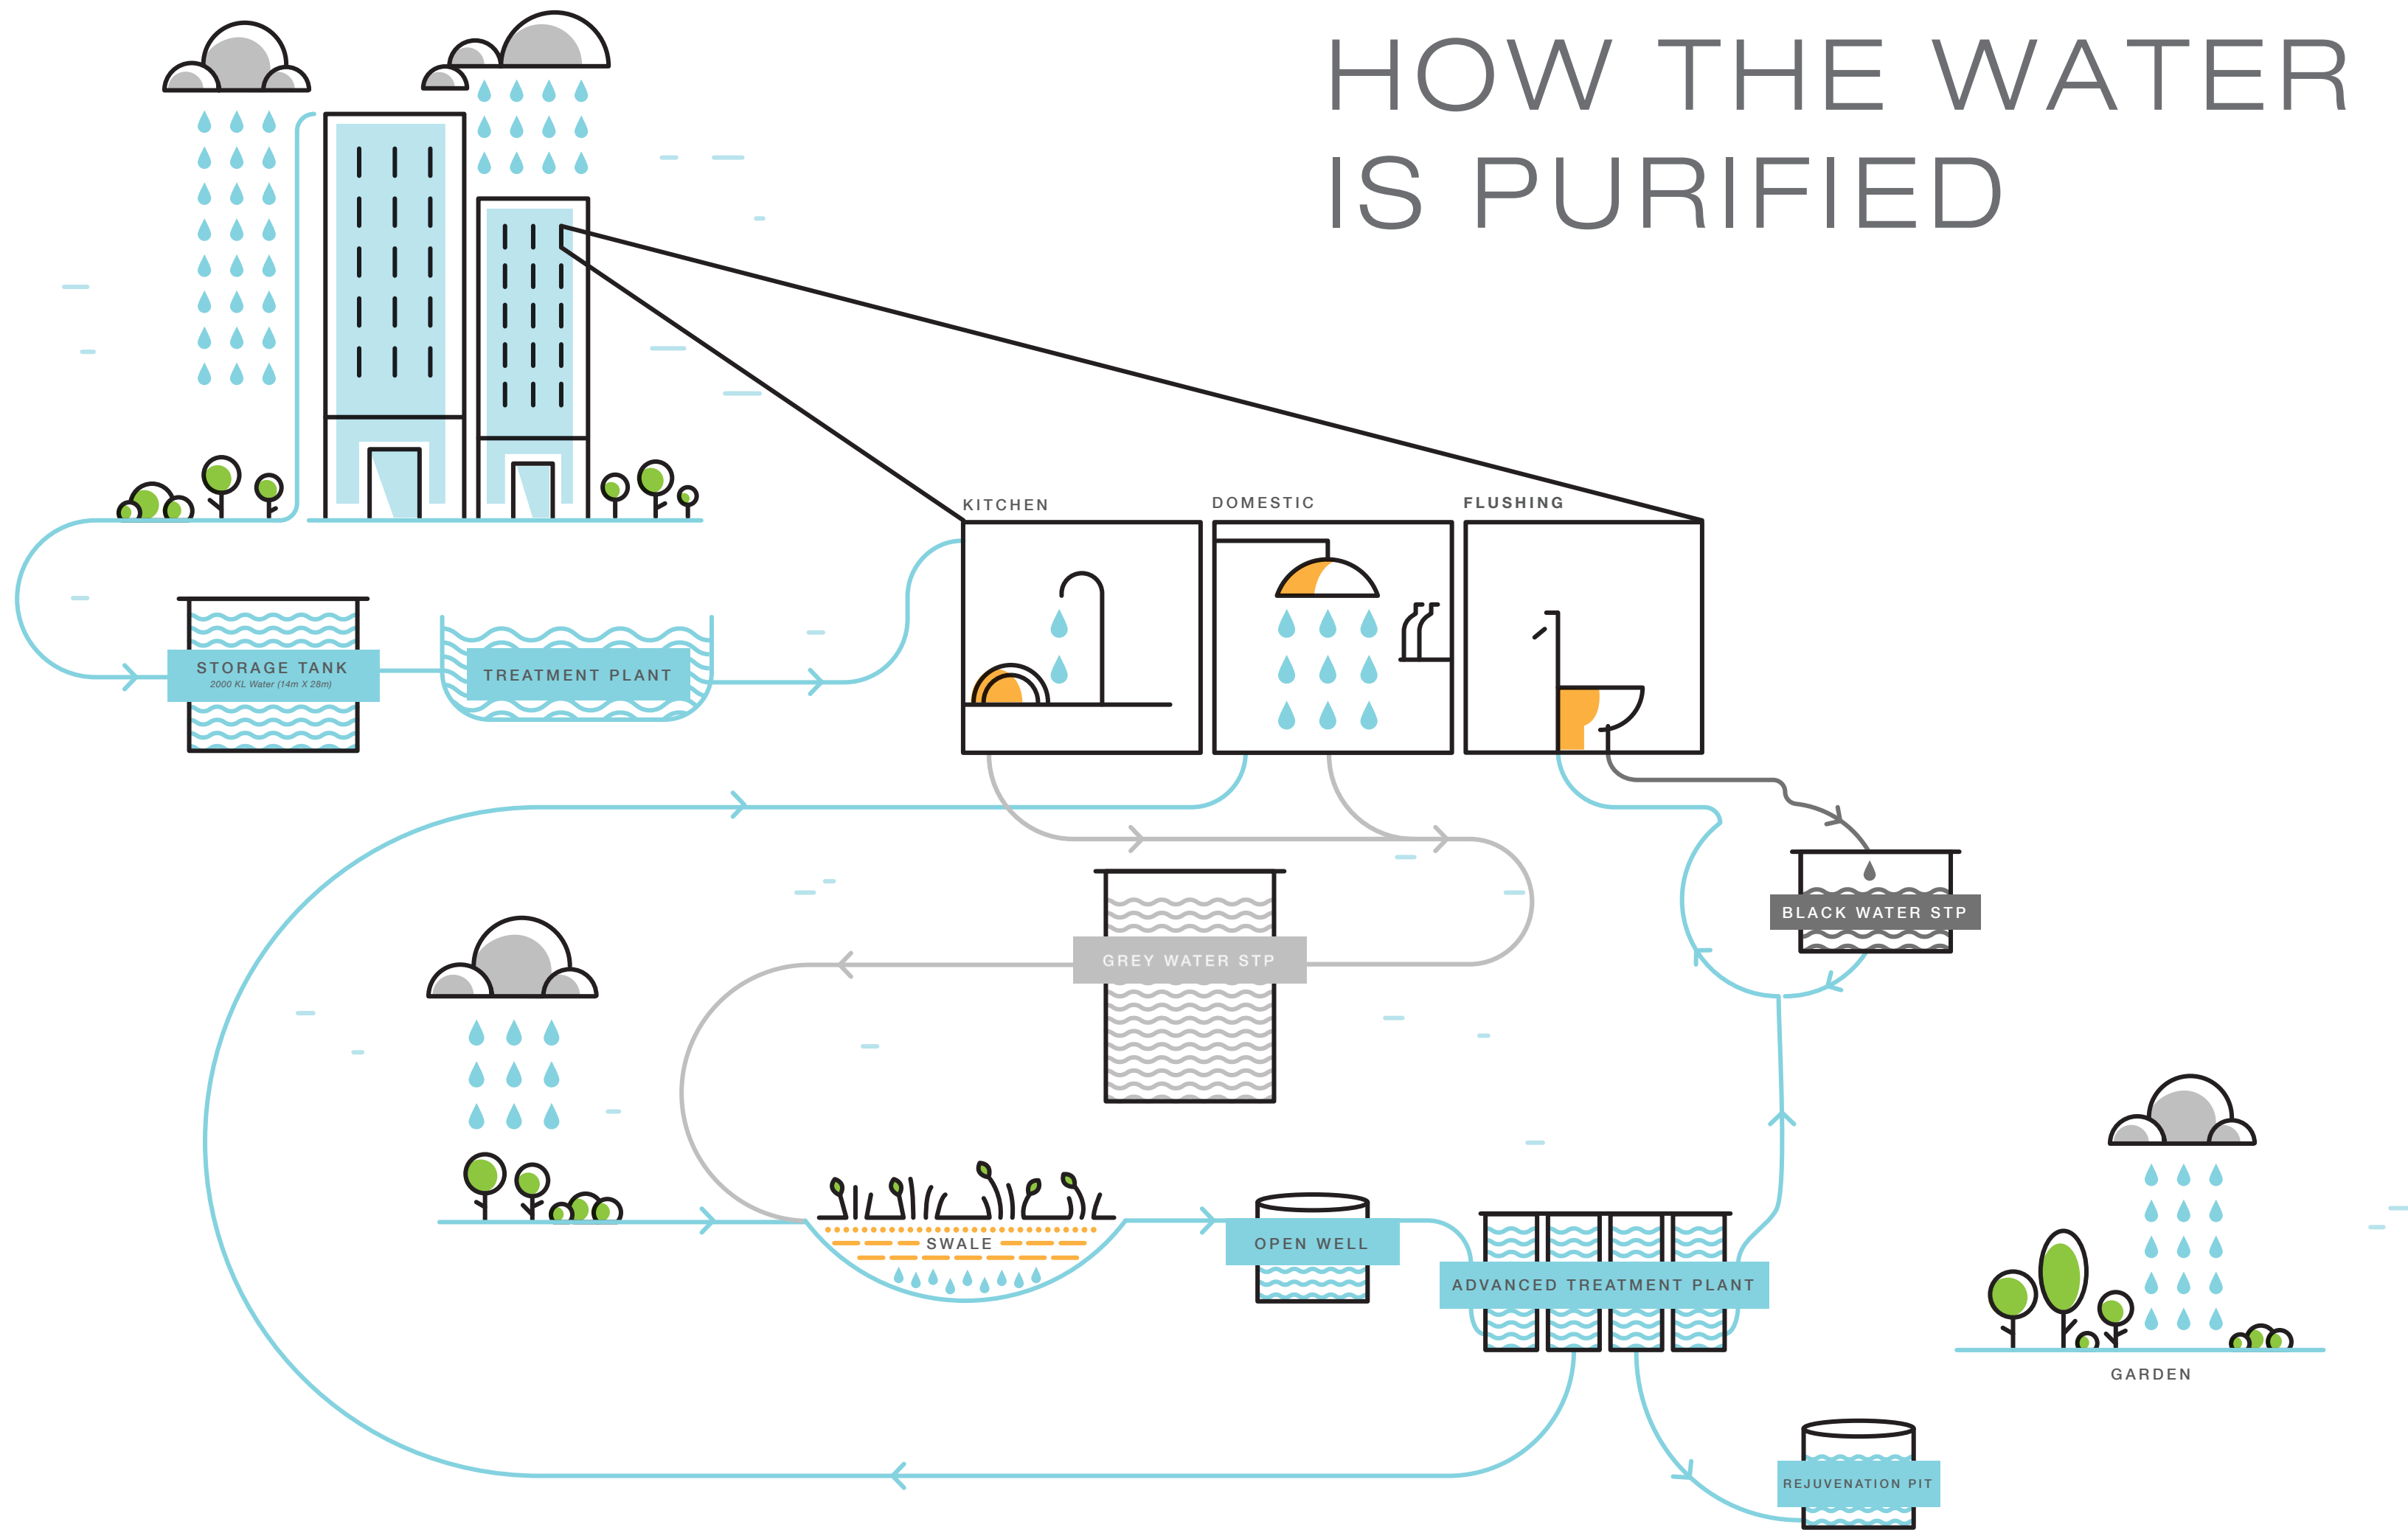 HOW THE WATER
IS PURIFIED
KITCHEN
DOMESTIC
FLUSHING
STORAGE TANK
2000 KL Water (14m X 28m)
TREATMENT PLANT
BLACK WATER STP
GREY WATER STP
SWALE
OPEN WELL
ADVANCED TREATMENT PLANT
GARDEN
REJUVENATION PIT